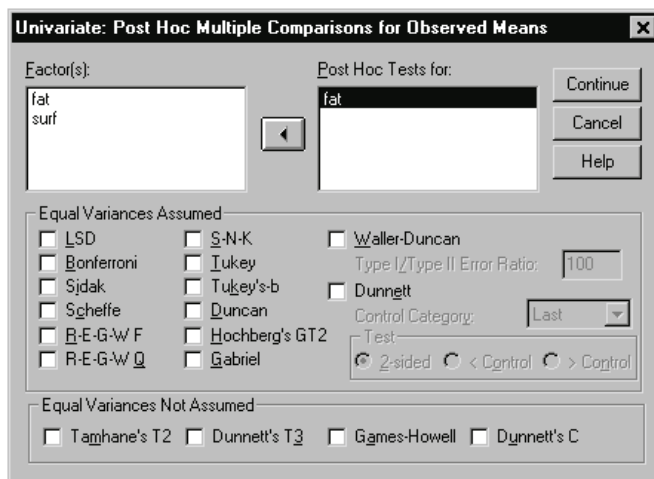 Univariate: Post Hoc Multiple Comparisons for Observed Means
Factor(s):
fat
surf
Post Hoc Tests for:
fat
Continue
Cancel
Help
Equal Variances Assumed
LSD
Bonferroni
Sidak
Scheffe
R-E-G-W F
R-E-G-W Q
S-N-K
Tukey
Tukey's-b
Duncan
Hochberg's GT2
Gabriel
Waller-Duncan
Type I/Type II Error Ratio: 100
Dunnett
Control Category: Last
Test
2-sided < Control > Control
Equal Variances Not Assumed
Tamhane's T2 Dunnett's T3 Games-Howell Dunnett's C